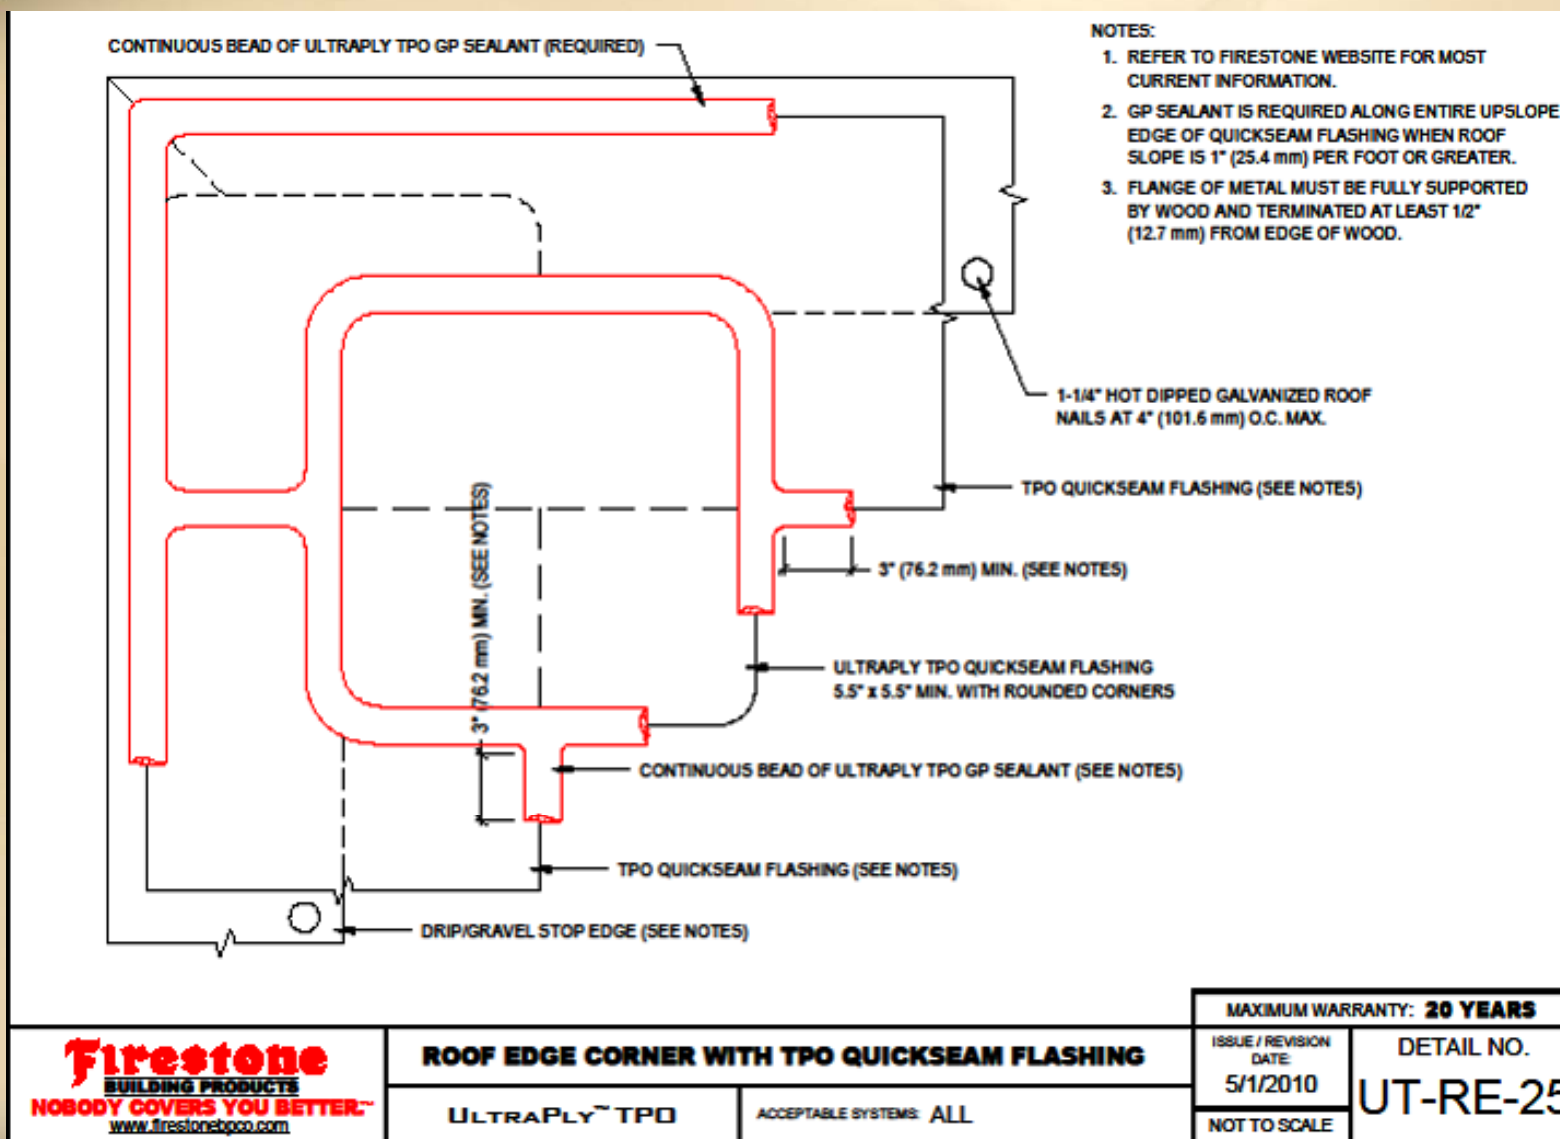 CONTINUOUS BEAD OF ULTRAPLY TPO GP SEALANT (REQUIRED)
NOTES:
1. REFER TO FIRESTONE WEBSITE FOR MOST
CURRENT INFORMATION.
2. GP SEALANT IS REQUIRED ALONG ENTIRE UPSLOPE
EDGE OF QUICKSEAM FLASHING WHEN ROOF
SLOPE IS 1" (25.4 mm) PER FOOT OR GREATER.
3. FLANGE OF METAL MUST BE FULLY SUPPORTED
BY WOOD AND TERMINATED AT LEAST 1/2"
(12.7 mm) FROM EDGE OF WOOD.
1-1/4" HOT DIPPED GALVANIZED ROOF
NAILS AT 4" (101.6 mm) O.C. MAX.
TPO QUICKSEAM FLASHING (SEE NOTES)
3" (76.2 mm) MIN. (SEE NOTES)
3" (76.2 mm) MIN. (SEE NOTES)
ULTRAPLY TPO QUICKSEAM FLASHING
5.5" x 5.5" MIN. WITH ROUNDED CORNERS
CONTINUOUS BEAD OF ULTRAPLY TPO GP SEALANT (SEE NOTES)
TPO QUICKSEAM FLASHING (SEE NOTES)
DRIP/GRAVEL STOP EDGE (SEE NOTES)
MAXIMUM WARRANTY: 20 YEARS
Firestone
BUILDING PRODUCTS
NOBODY COVERS YOU BETTER.™
www.firestonebpco.com
ROOF EDGE CORNER WITH TPO QUICKSEAM FLASHING
ULTRAPLY™ TPO
ACCEPTABLE SYSTEMS: ALL
ISSUE / REVISION
DATE:
5/1/2010
NOT TO SCALE
DETAIL NO.
UT-RE-25